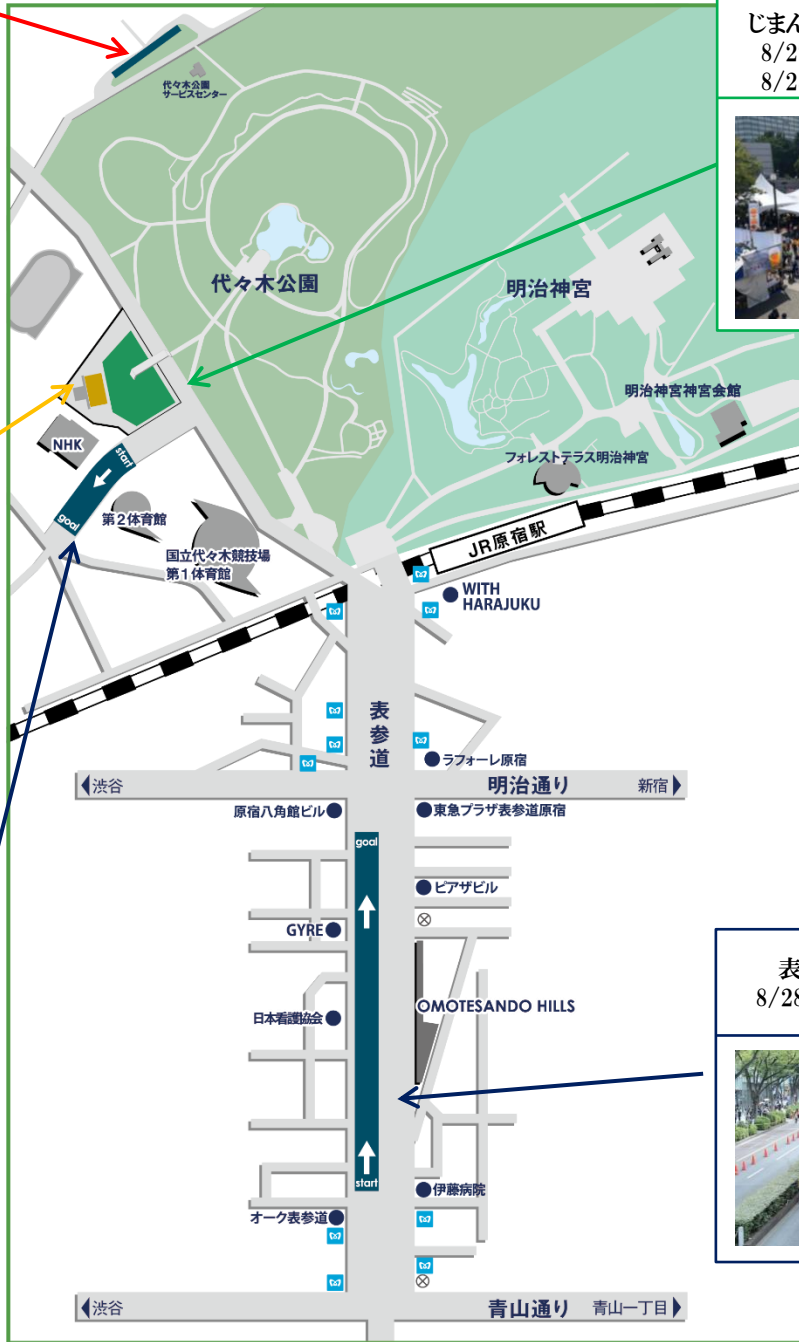 じまん
8/2
8/2
代々木公園
サービスセンター
代々木公園
明治神宮
明治神宮神宮会館
フォレストテラス明治神宮
NHK
start
goal
第2体育館
国立代々木競技場
第1体育館
JR原宿駅
WITH
HARAJUKU
表参道
ラフォーレ原宿
渋谷
明治通り
新宿
原宿八角館ビル
東急プラザ表参道原宿
goal
ピアザビル
GYRE
OMOTESANDO HILLS
日本看護協会
表
8/28
start
伊藤病院
オーク表参道
渋谷
青山通り
青山一丁目